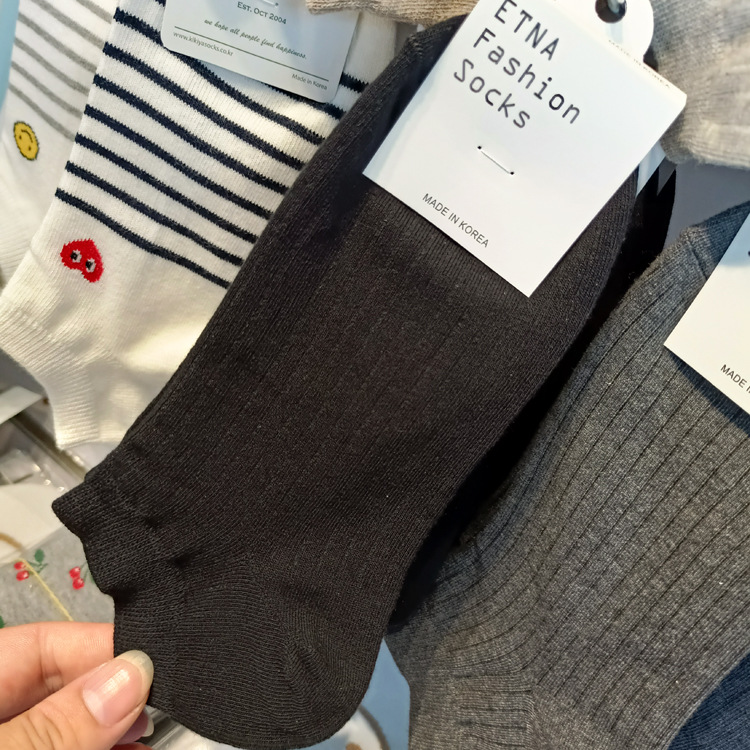 EST. OCT 2004
we hope all people find happiness.
www.kikiyasocks.co.kr
Made in Korea
ETNA
Fashion
Socks
MADE IN KOREA
MADE I